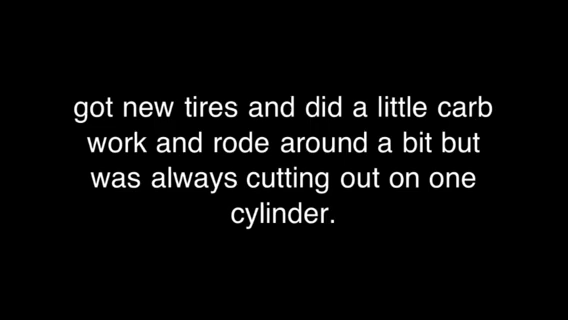 got new tires and did a little carb
work and rode around a bit but
was always cutting out on one
cylinder.